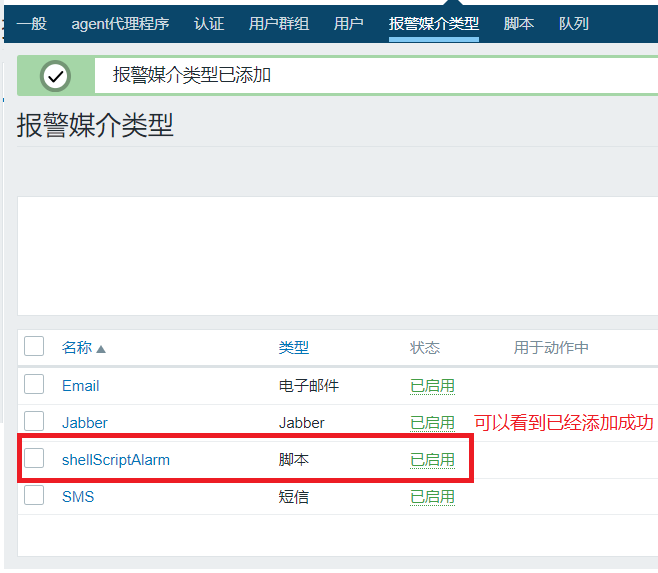 一般 agent代理程序 认证 用户群组 用户 报警媒介类型 脚本 队列
报警媒介类型已添加
报警媒介类型
名称 类型 状态 用于动作中
Email 电子邮件 已启用
Jabber Jabber 已启用 可以看到已经添加成功
shellScriptAlarm 脚本 已启用
SMS 短信 已启用